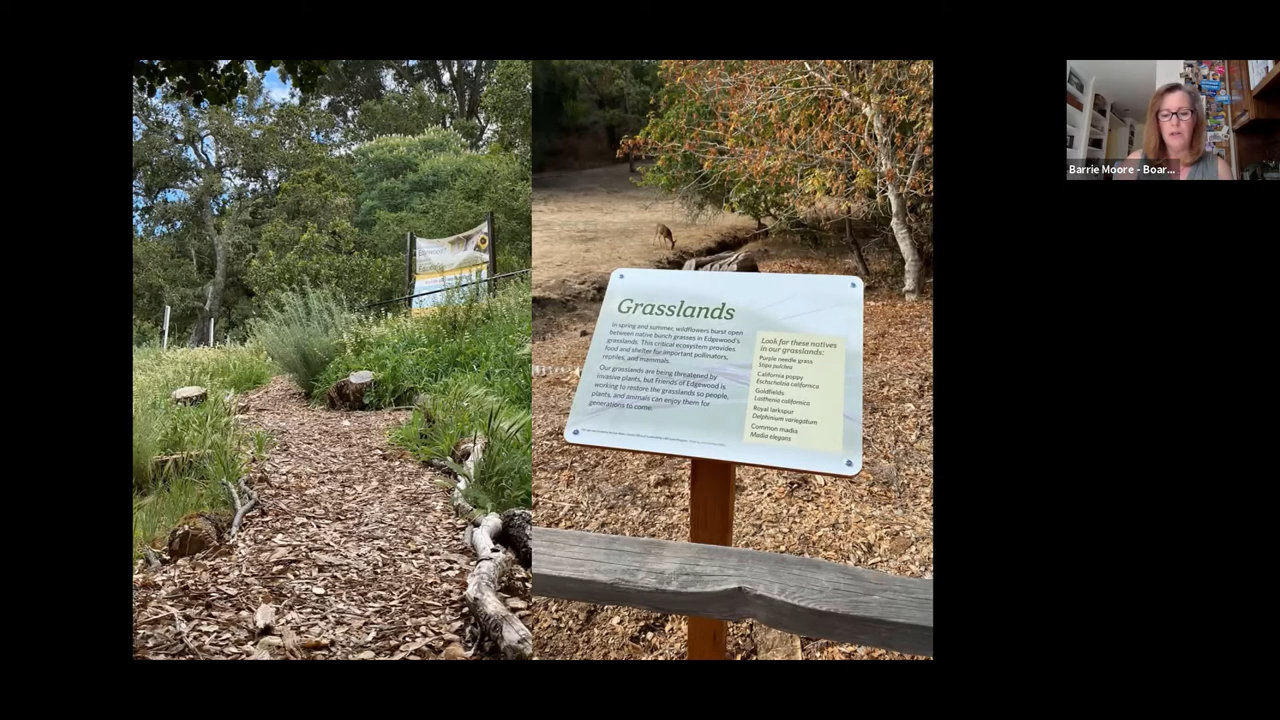 Edgewood
Grasslands
In spring and summer, wildflowers burst open
between native bunch grasses in Edgewood's
grasslands. This critical ecosystem provides
food and shelter for important pollinators,
reptiles, and mammals.
Our grasslands are being threatened by
invasive plants, but Friends of Edgewood is
working to restore the grasslands so people,
plants, and animals can enjoy them for
generations to come.
Look for these natives
in our grasslands:
Purple needle grass
Stipa pulchra
California poppy
Eschscholzia californica
Goldfields
Lasthenia californica
Royal larkspur
Delphinium variegatum
Common madia
Madia elegans
Barrie Moore - Boar...